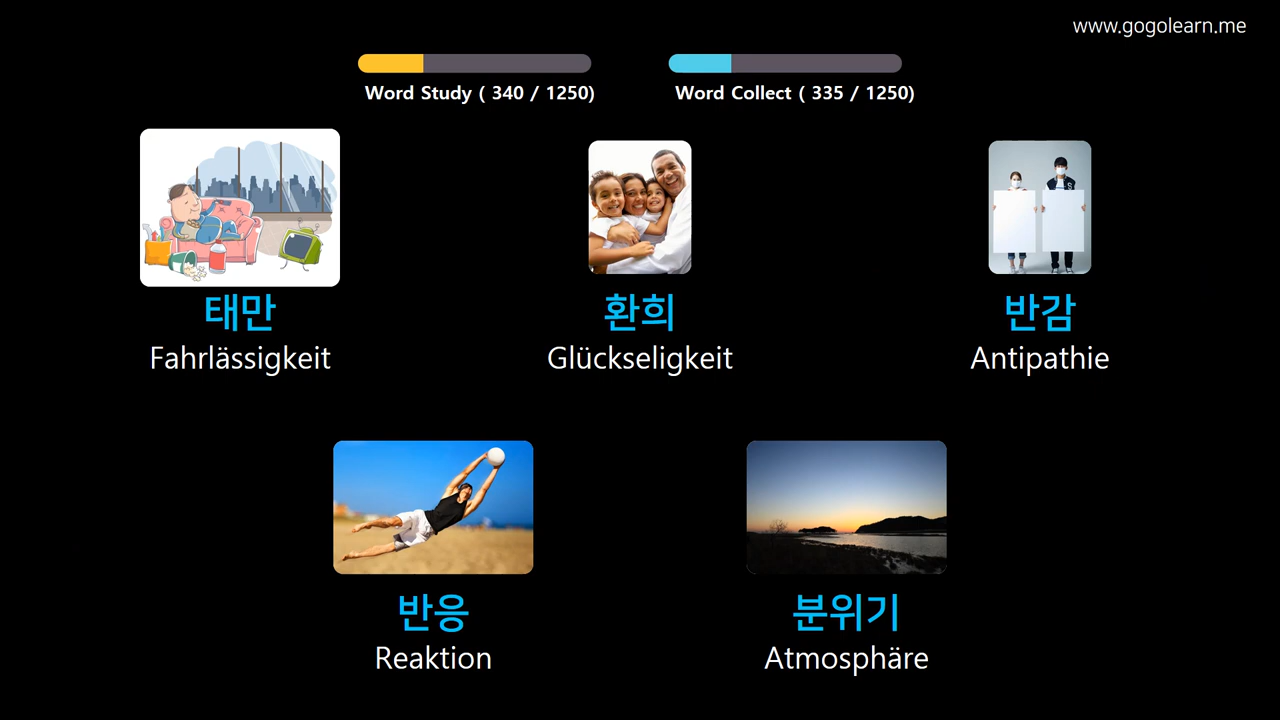 www.gogolearn.me
Word Study ( 340 / 1250)
Word Collect ( 335 / 1250)
태만
Fahrlässigkeit
환희
Glückseligkeit
반감
Antipathie
반응
Reaktion
분위기
Atmosphäre